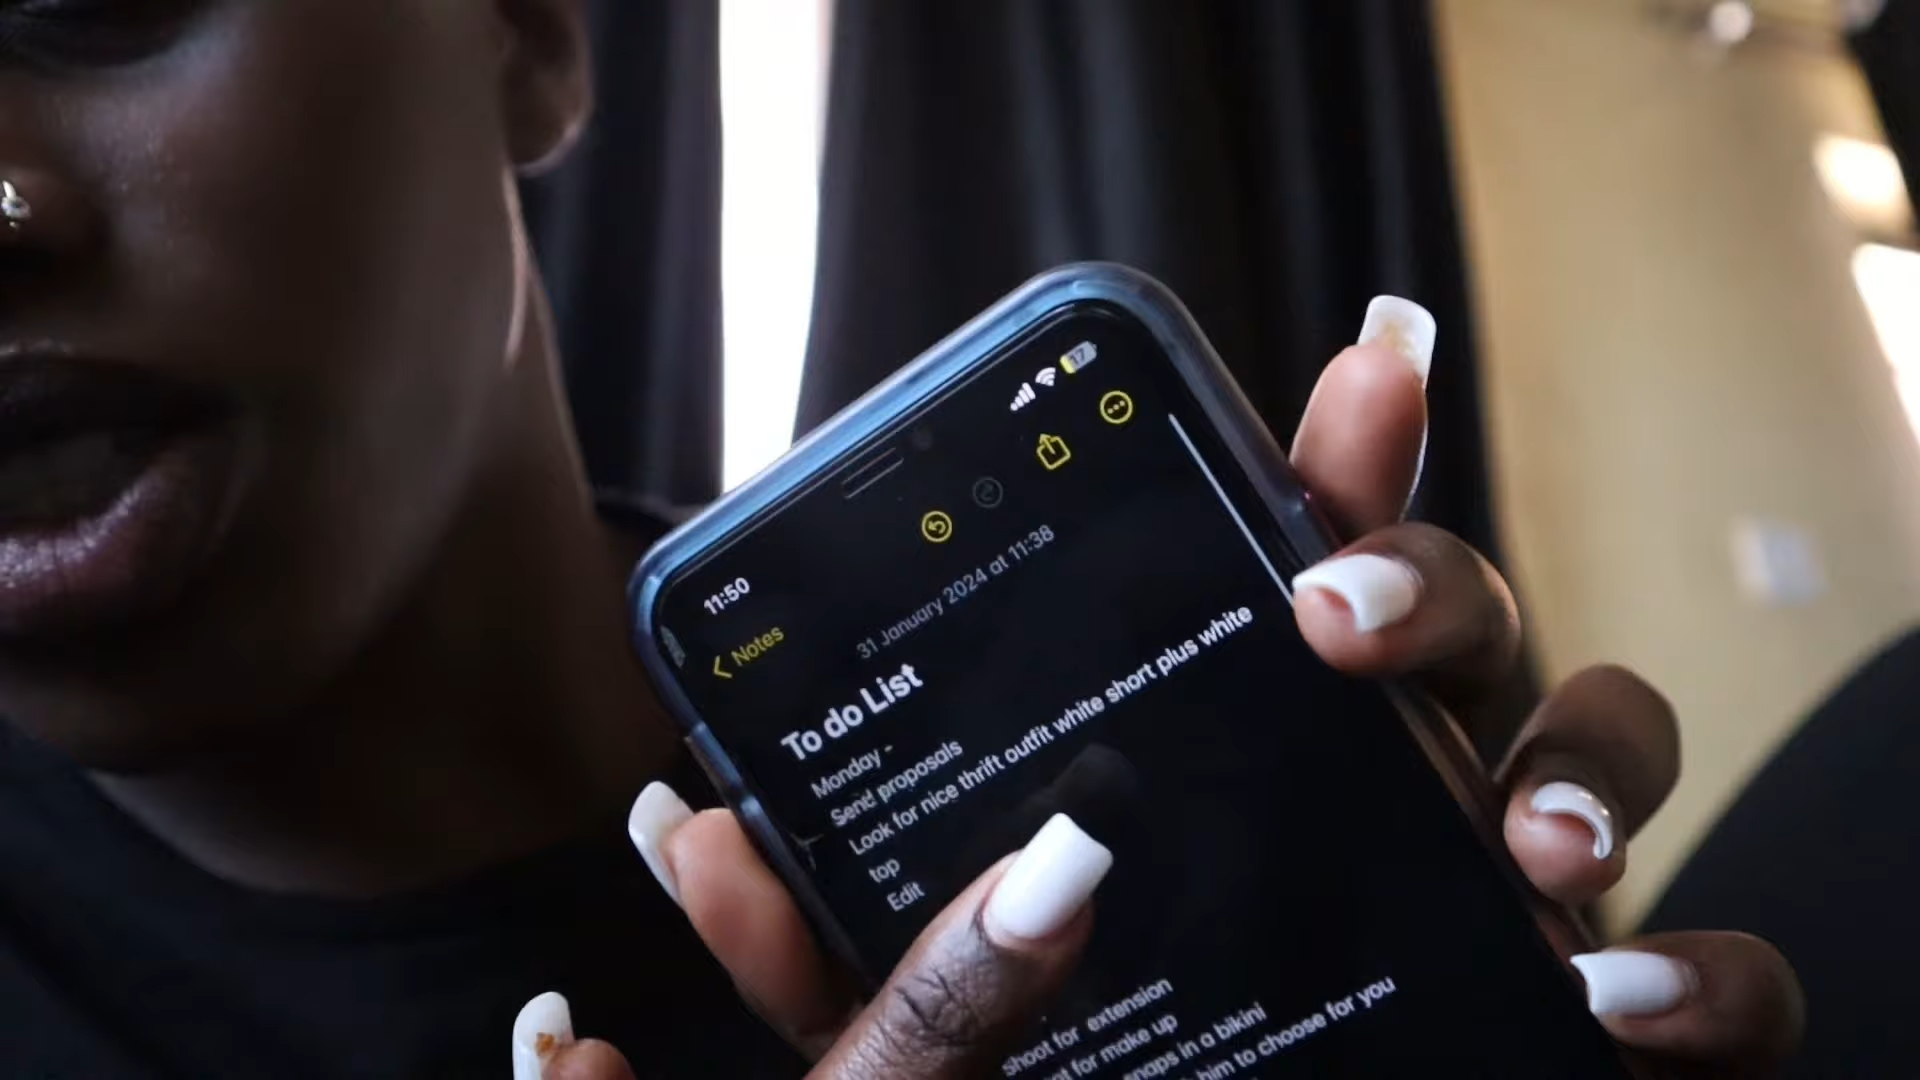 17
11:50
Notes
31 January 2024 at 11:38
To do List
Monday -
Send proposals
Look for nice thrift outfit white short plus white
top
Edit
shoot for extension
for make up
snaps in a bikini
him to choose for you